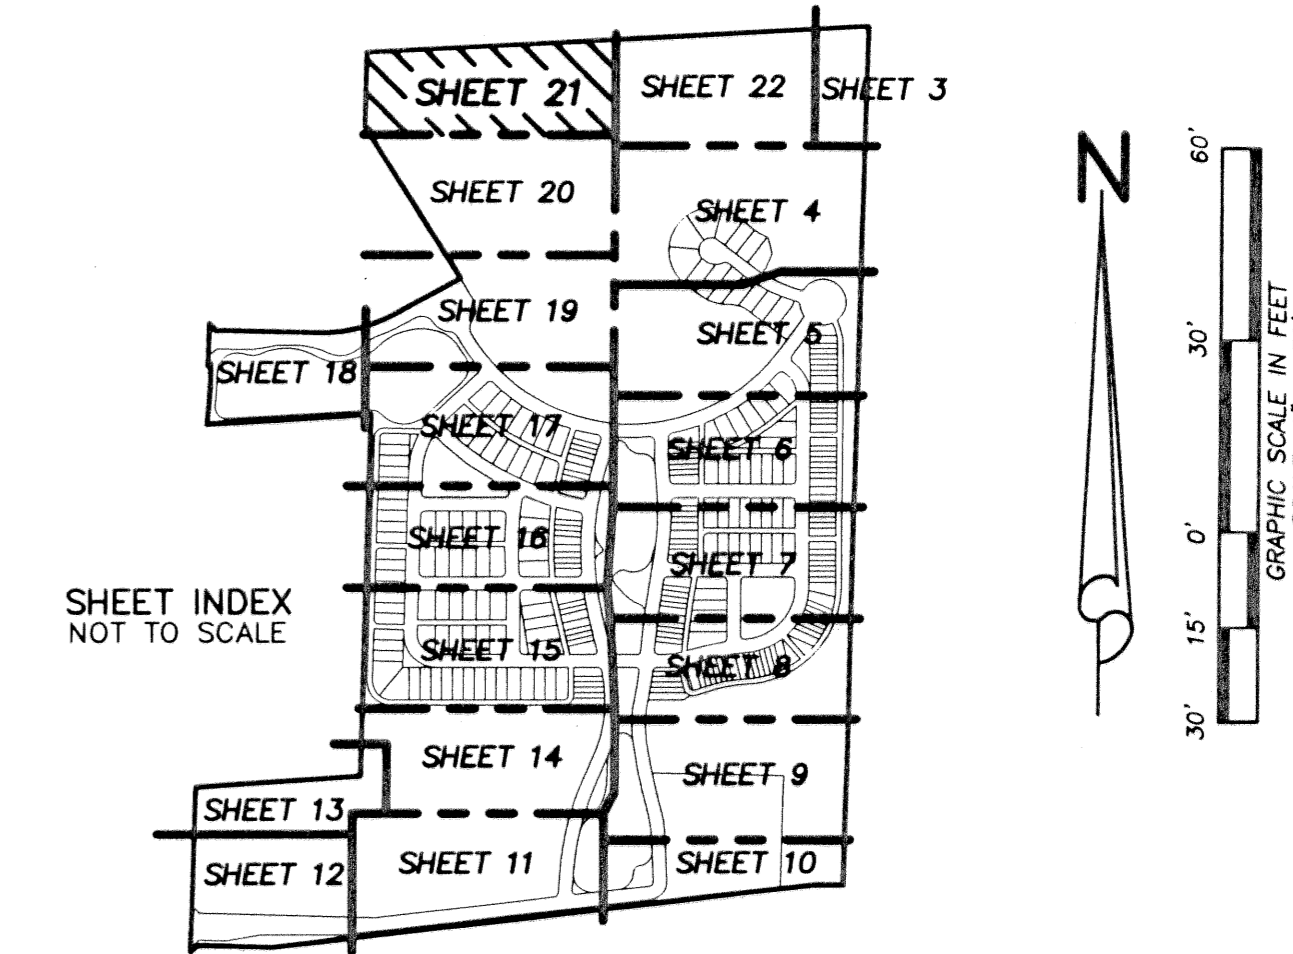 SHEET 21
SHEET 22
SHEET 3
SHEET 20
SHEET 4
SHEET 19
SHEET 5
SHEET 18
SHEET 17
SHEET 6
SHEET 16
SHEET 7
SHEET INDEX
NOT TO SCALE
SHEET 15
SHEET 8
SHEET 14
SHEET 9
SHEET 13
SHEET 12
SHEET 11
SHEET 10
N
60'
30'
0'
15'
30'
GRAPHIC SCALE IN FEET